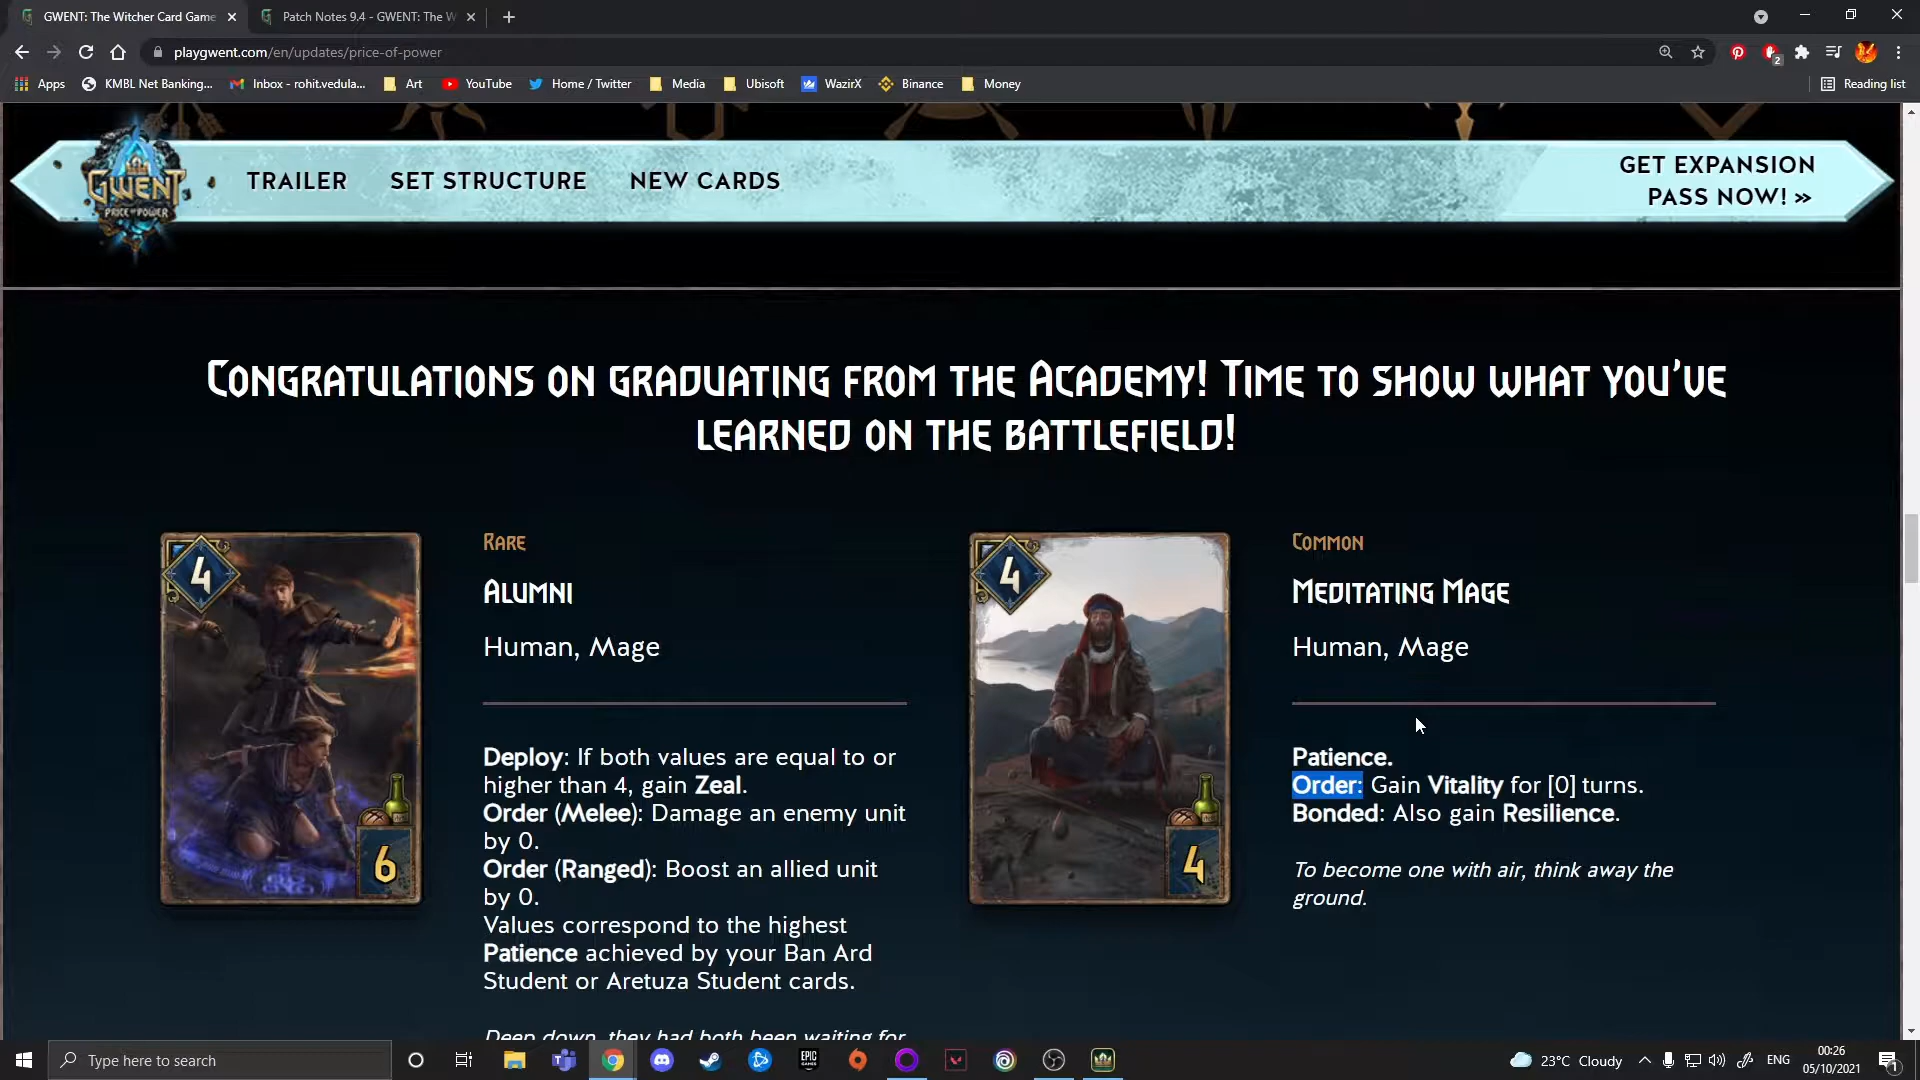 GWENT: The Witcher Card Game
Patch Notes 9.4 - GWENT: The W
playgwent.com/en/updates/price-of-power
2
Apps
KMBL Net Banking...
Inbox - rohit.vedula...
Art
YouTube
Home / Twitter
Media
Ubisoft
WazirX
Binance
Money
Reading list
GWENT
PRICE OF POWER
TRAILER
SET STRUCTURE
NEW CARDS
GET EXPANSION
PASS NOW! »
CONGRATULATIONS ON GRADUATING FROM THE ACADEMY! TIME TO SHOW WHAT YOU'VE
LEARNED ON THE BATTLEFIELD!
4
6
RARE
ALUMNI
Human, Mage
Deploy: If both values are equal to or
higher than 4, gain Zeal.
Order (Melee): Damage an enemy unit
by 0.
Order (Ranged): Boost an allied unit
by 0.
Values correspond to the highest
Patience achieved by your Ban Ard
Student or Aretuza Student cards.
Deep down, they had both been waiting for
4
4
COMMON
MEDITATING MAGE
Human, Mage
Patience.
Order: Gain Vitality for [0] turns.
Bonded: Also gain Resilience.
To become one with air, think away the
ground.
Type here to search
EPIC
GAMES
23°C Cloudy
ENG
00:26
05/10/2021
1